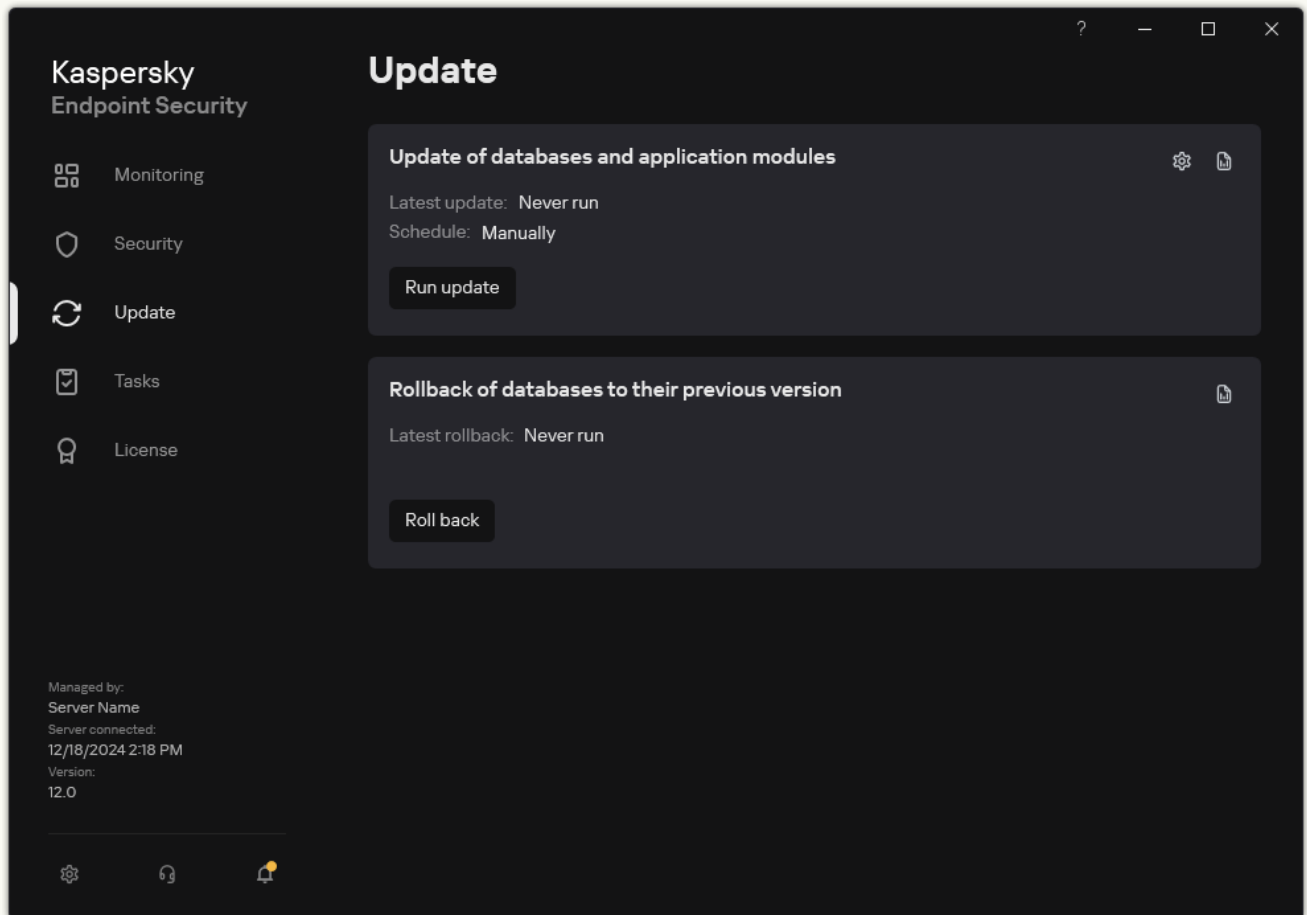 ?
Kaspersky
Endpoint Security
Monitoring
Security
Update
Tasks
License
Managed by:
Server Name
Server connected:
12/18/2024 2:18 PM
Version:
12.0
Update
Update of databases and application modules
Latest update: Never run
Schedule: Manually
Run update
Rollback of databases to their previous version
Latest rollback: Never run
Roll back